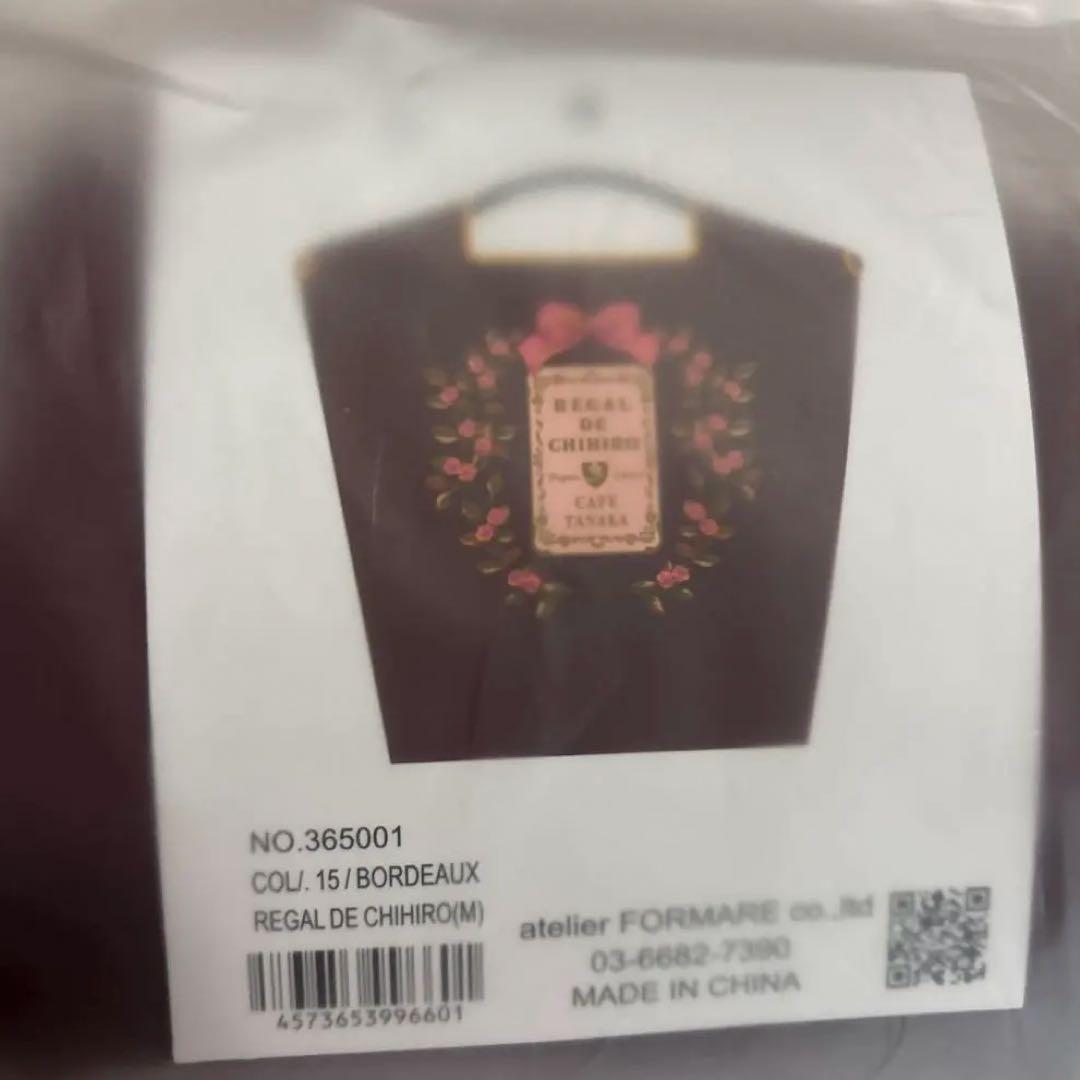 REGAL
DE
CHIHIRO
CAFE
TANAKA
NO.365001
COL/. 15 / BORDEAUX
REGAL DE CHIHIRO(M)
4573653996601
atelier FORMARE co.,ltd
03-6682-7390
MADE IN CHINA